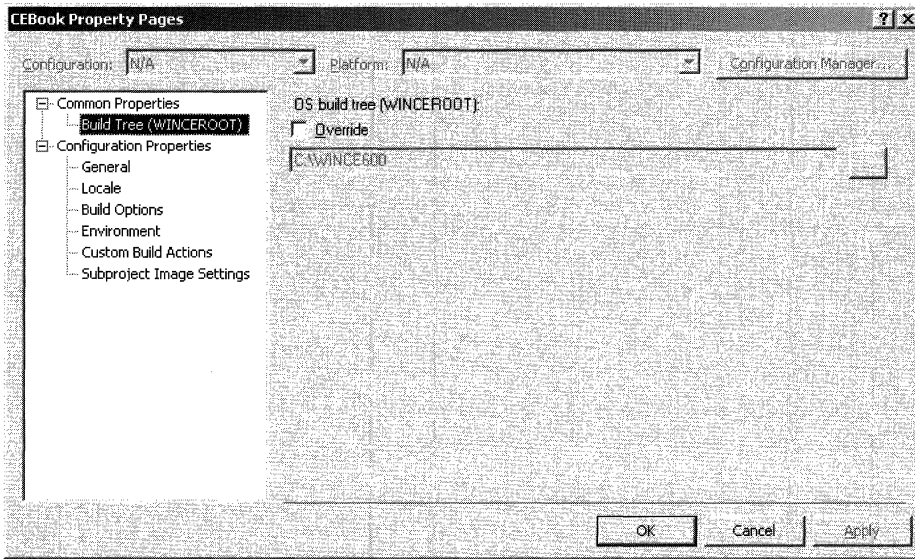 CEBook Property Pages
Configuration: N/A Platform: N/A Configuration Manager...
Common Properties
Build Tree (WINCEROOT)
Configuration Properties
General
Locale
Build Options
Environment
Custom Build Actions
Subproject Image Settings
OS build tree (WINCEROOT):
Override
C:\WINCE600
OK Cancel Apply